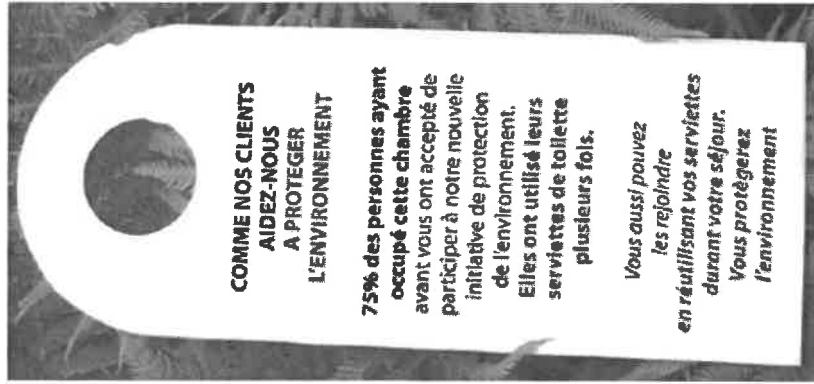 COMME NOS CLIENTS
AIDEZ-NOUS
A PROTEGER
L'ENVIRONNEMENT
75% des personnes ayant
occupé cette chambre
avant vous ont accepté de
participer à notre nouvelle
initiative de protection
de l'environnement.
Elles ont utilisé leurs
serviettes de toilette
plusieurs fois.
Vous aussi pouvez
les rejoindre
en réutilisant vos serviettes
durant votre séjour.
Vous protègerez
l'environnement